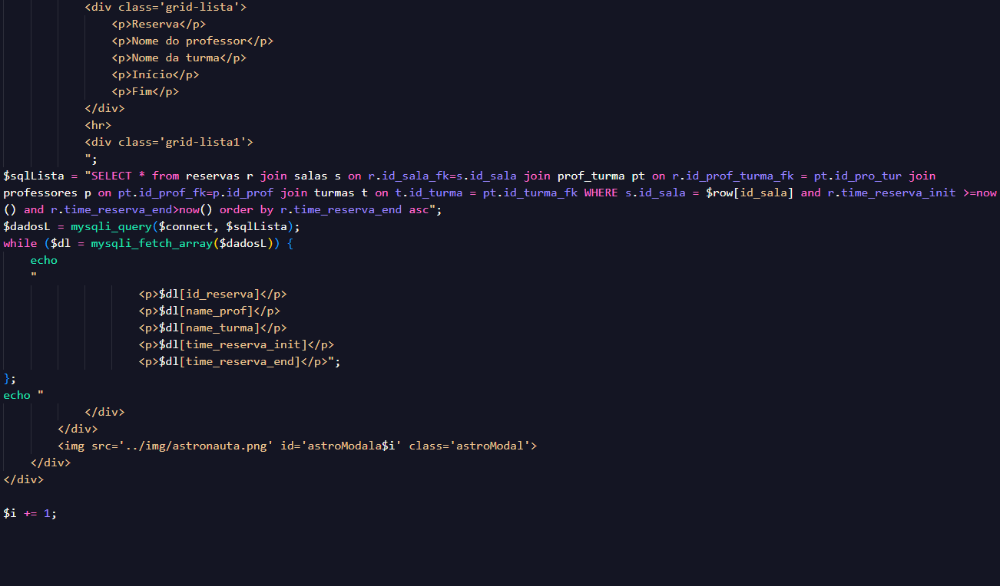 <div class='grid-lista'>
<p>Reserva</p>
<p>Nome do professor</p>
<p>Nome da turma</p>
<p>Início</p>
<p>Fim</p>
</div>
<hr>
<div class='grid-lista1'>
";
$sqlLista = "SELECT * from reservas r join salas s on r.id_sala_fk=s.id_sala join prof_turma pt on r.id_prof_turma_fk = pt.id_pro_tur join
professores p on pt.id_prof_fk=p.id_prof join turmas t on t.id_turma = pt.id_turma_fk WHERE s.id_sala = $row[id_sala] and r.time_reserva_init >=now
() and r.time_reserva_end>now() order by r.time_reserva_end asc";
$dadosL = mysqli_query($connect, $sqlLista);
while ($dl = mysqli_fetch_array($dadosL)) {
echo
"
<p>$dl[id_reserva]</p>
<p>$dl[name_prof]</p>
<p>$dl[name_turma]</p>
<p>$dl[time_reserva_init]</p>
<p>$dl[time_reserva_end]</p>";
};
echo "
</div>
</div>
<img src='../img/astronauta.png' id='astroModala$i' class='astroModal'>
</div>
</div>
$i += 1;